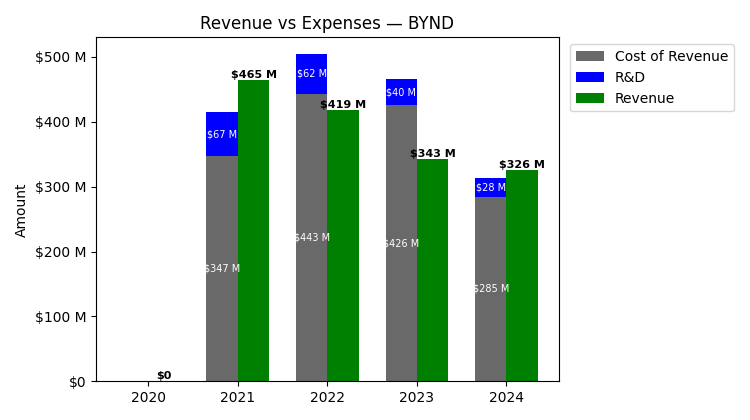 Revenue vs Expenses — BYND
Cost of Revenue
R&D
Revenue
Amount
$500 M
$400 M
$300 M
$200 M
$100 M
$0
$0
$347 M
$67 M
$465 M
$443 M
$62 M
$419 M
$426 M
$40 M
$343 M
$285 M
$28 M
$326 M
2020 2021 2022 2023 2024